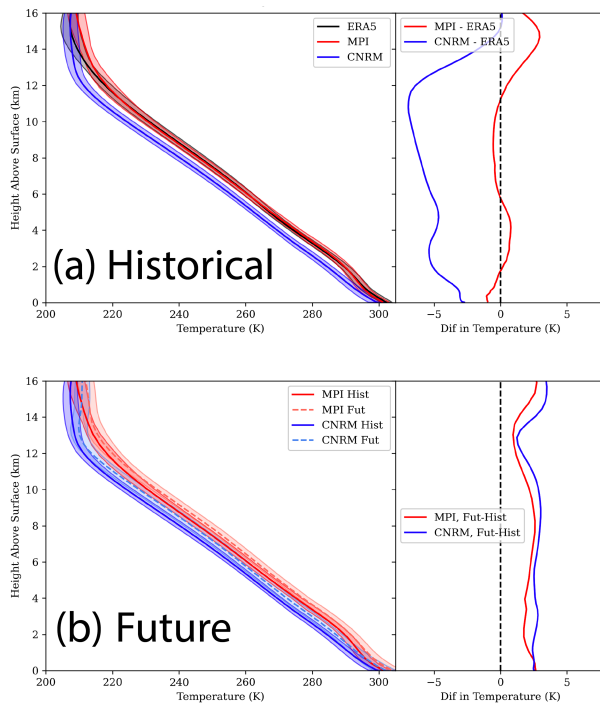 16
14
12
10
8
6
4
2
0
Height Above Surface (km)
ERA5
MPI
CNRM
(a) Historical
200 220 240 260 280 300
Temperature (K)
MPI - ERA5
CNRM - ERA5
−5 0 5
Dif in Temperature (K)
16
14
12
10
8
6
4
2
0
Height Above Surface (km)
MPI Hist
MPI Fut
CNRM Hist
CNRM Fut
(b) Future
200 220 240 260 280 300
Temperature (K)
MPI, Fut-Hist
CNRM, Fut-Hist
−5 0 5
Dif in Temperature (K)